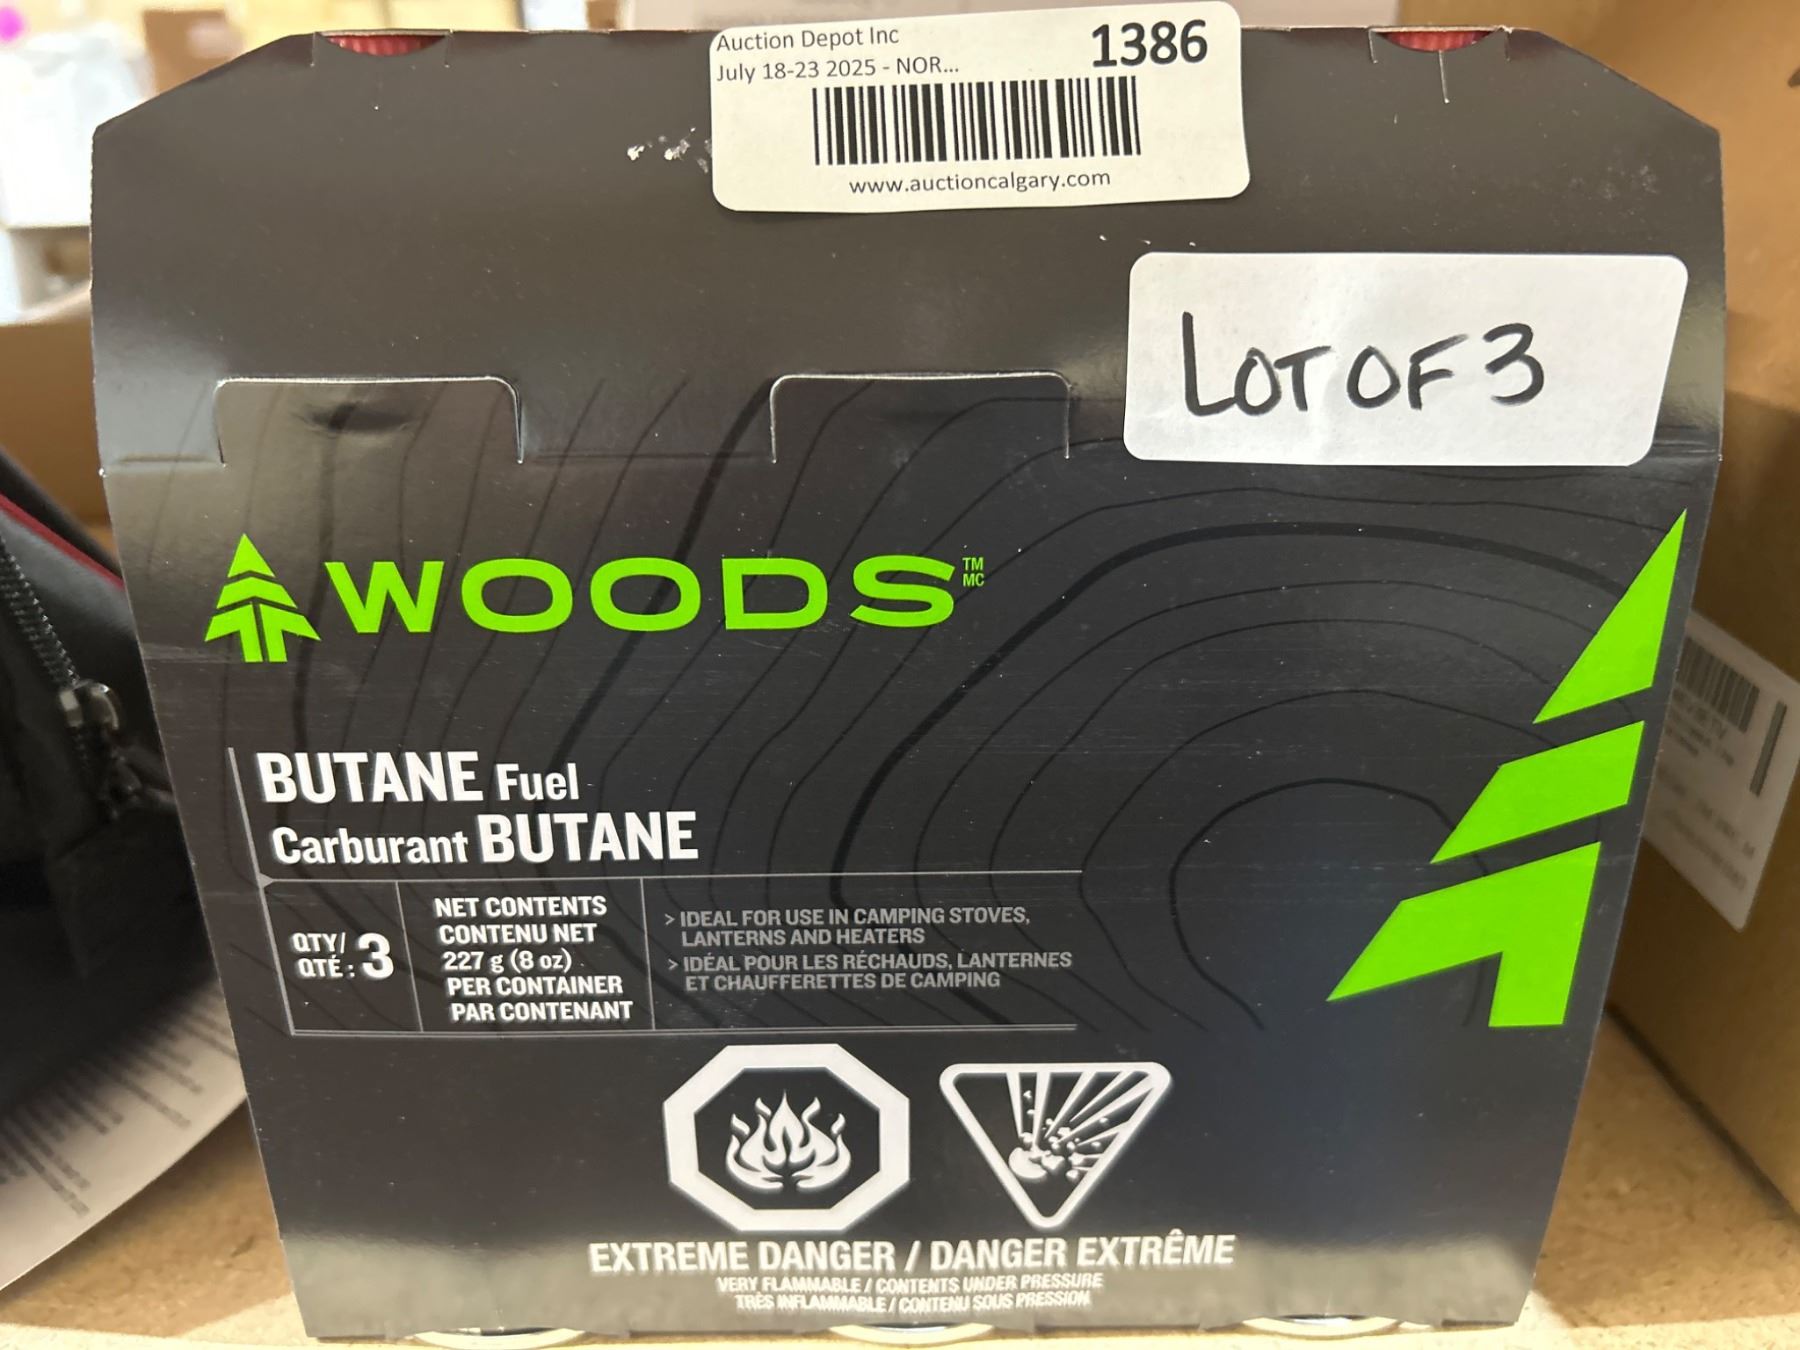 Auction Depot Inc
1386
July 18-23 2025 - NOR...
www.auctioncalgary.com
LOT OF 3
WOODS TM MC
BUTANE Fuel
Carburant BUTANE
QTY/
QTÉ : 3
NET CONTENTS
CONTENU NET
227 g (8 oz)
PER CONTAINER
PAR CONTENANT
> IDEAL FOR USE IN CAMPING STOVES,
LANTERNS AND HEATERS
> IDÉAL POUR LES RÉCHAUDS, LANTERNES
ET CHAUFFERETTES DE CAMPING
EXTREME DANGER / DANGER EXTRÊME
VERY FLAMMABLE / CONTENTS UNDER PRESSURE
TRÈS INFLAMMABLE / CONTENU SOUS PRESSION